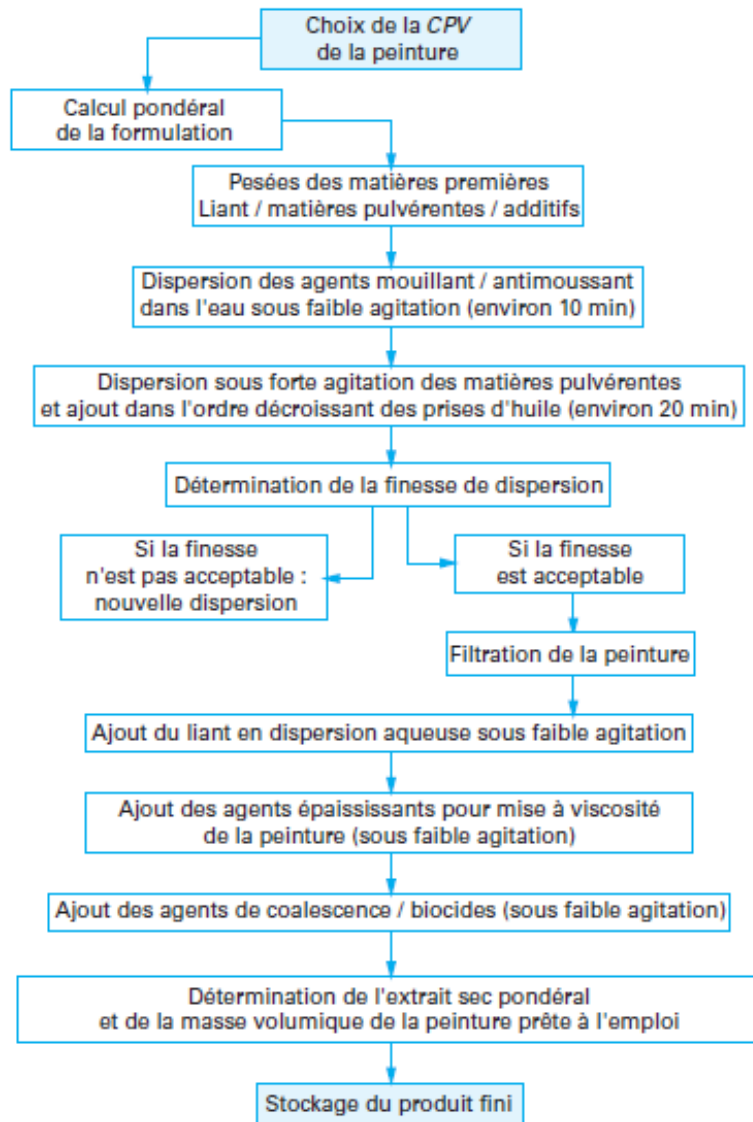 Choix de la CPV
de la peinture
Calcul pondéral
de la formulation
Pesées des matières premières
Liant / matières pulvérentes / additifs
Dispersion des agents mouillant / antimoussant
dans l'eau sous faible agitation (environ 10 min)
Dispersion sous forte agitation des matières pulvérentes
et ajout dans l'ordre décroissant des prises d'huile (environ 20 min)
Détermination de la finesse de dispersion
Si la finesse
n'est pas acceptable :
nouvelle dispersion
Si la finesse
est acceptable
Filtration de la peinture
Ajout du liant en dispersion aqueuse sous faible agitation
Ajout des agents épaississants pour mise à viscosité
de la peinture (sous faible agitation)
Ajout des agents de coalescence / biocides (sous faible agitation)
Détermination de l'extrait sec pondéral
et de la masse volumique de la peinture prête à l'emploi
Stockage du produit fini